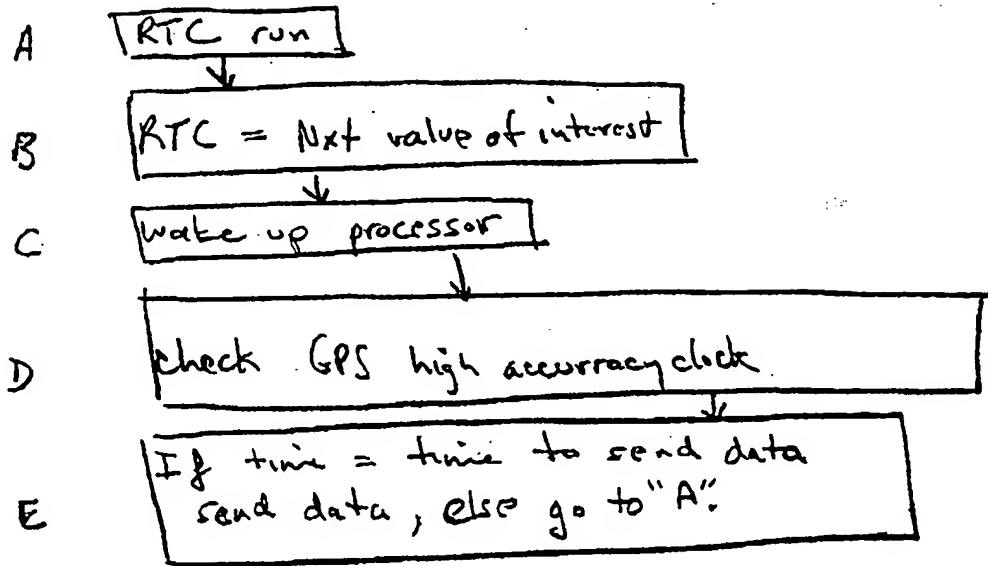 A RTC run
B RTC = Nxt value of interest
C wake up processor
D check GPS high accurracy clock
E If time = time to send data
send data, else go to "A".